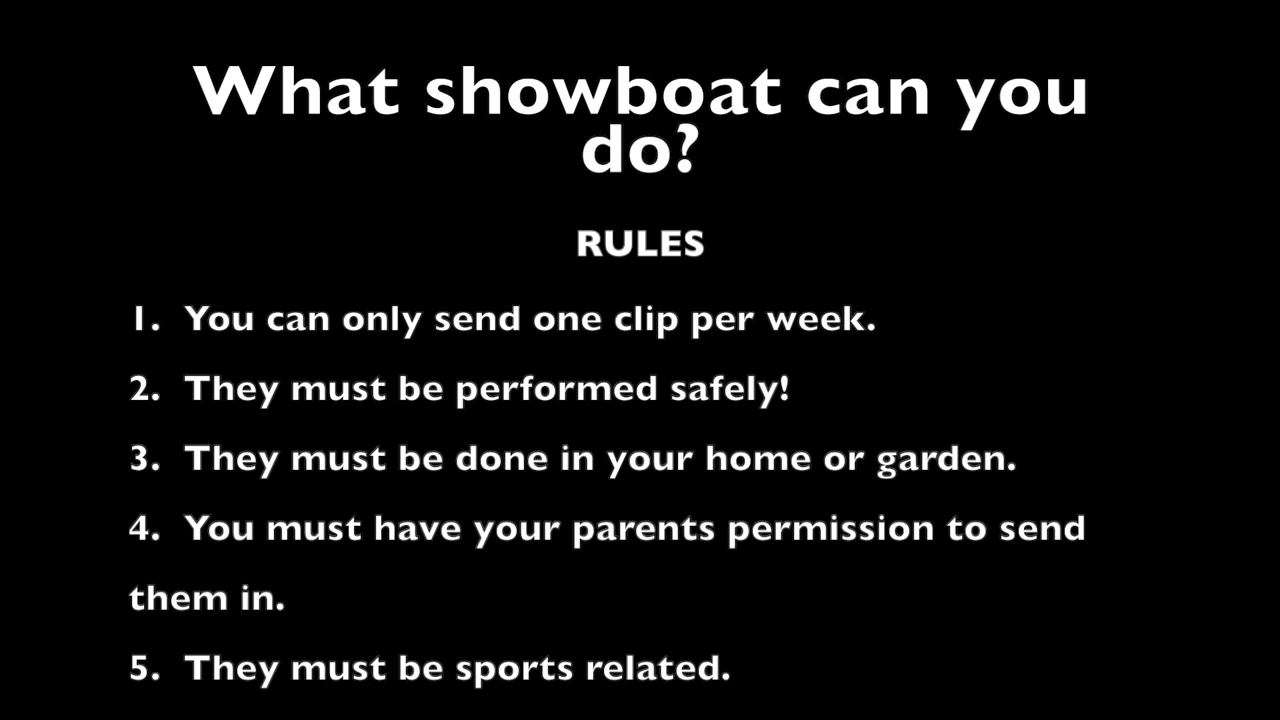 What showboat can you
do?
RULES
1. You can only send one clip per week.
2. They must be performed safely!
3. They must be done in your home or garden.
4. You must have your parents permission to send
them in.
5. They must be sports related.